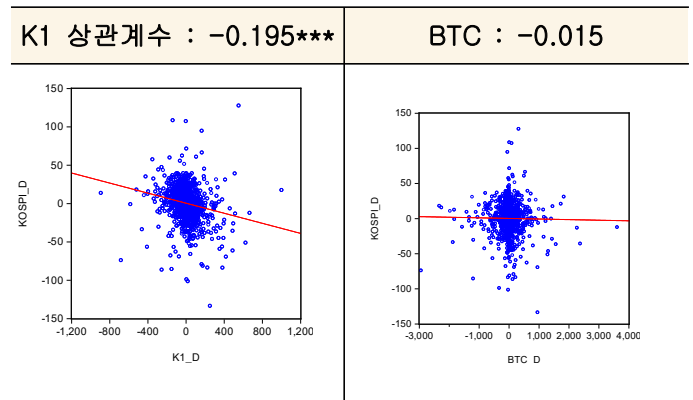 K1 상관계수 : -0.195***
BTC : -0.015
150
100
50
0
-50
-100
-150
-1,200 -800 -400 0 400 800 1,200
KOSPI_D
K1_D
150
100
50
0
-50
-100
-150
-3,000 -1,000 0 1,000 2,000 3,000 4,000
KOSPI_D
BTC_D